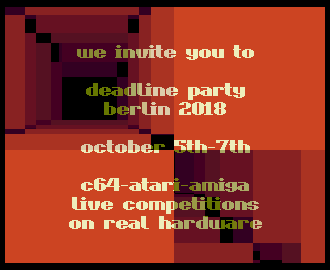 we invite you to
deadline party
berlin 2018
october 5th-7th
c64-atari-amiga
live competitions
on real hardware